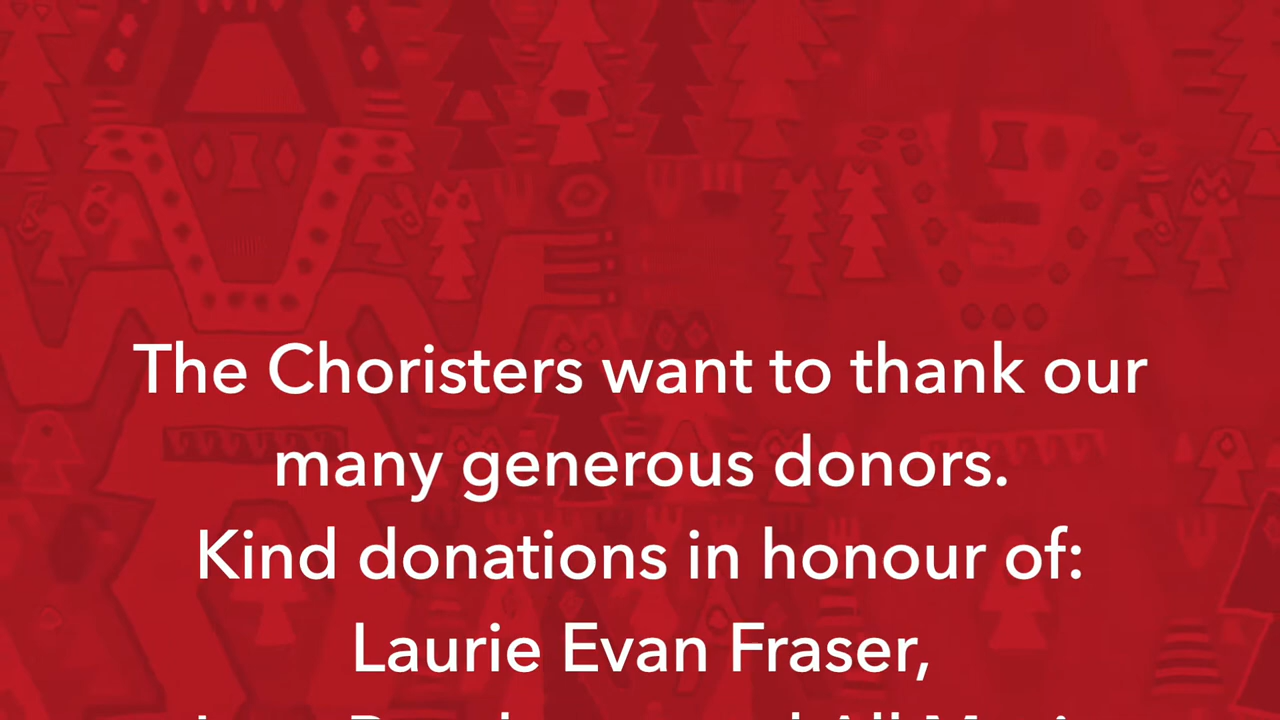 The Choristers want to thank our
many generous donors.
Kind donations in honour of:
Laurie Evan Fraser,